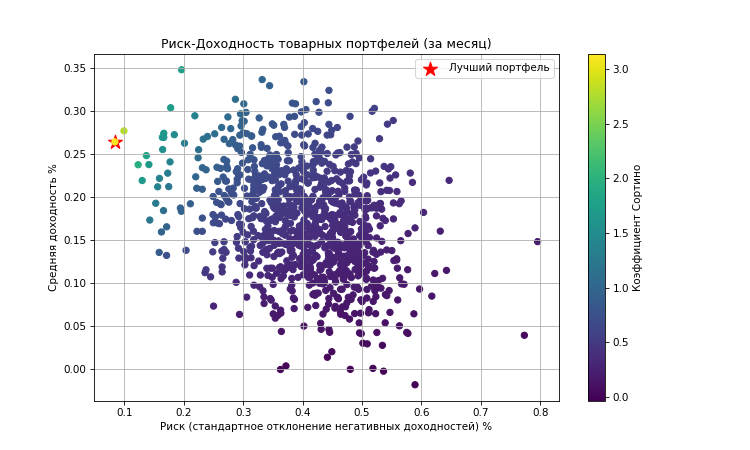 Риск-Доходность товарных портфелей (за месяц)
Лучший портфель
Средняя доходность %
0.35
0.30
0.25
0.20
0.15
0.10
0.05
0.00
0.1 0.2 0.3 0.4 0.5 0.6 0.7 0.8
Риск (стандартное отклонение негативных доходностей) %
3.0
2.5
2.0
1.5
1.0
0.5
0.0
Коэффициент Сортино